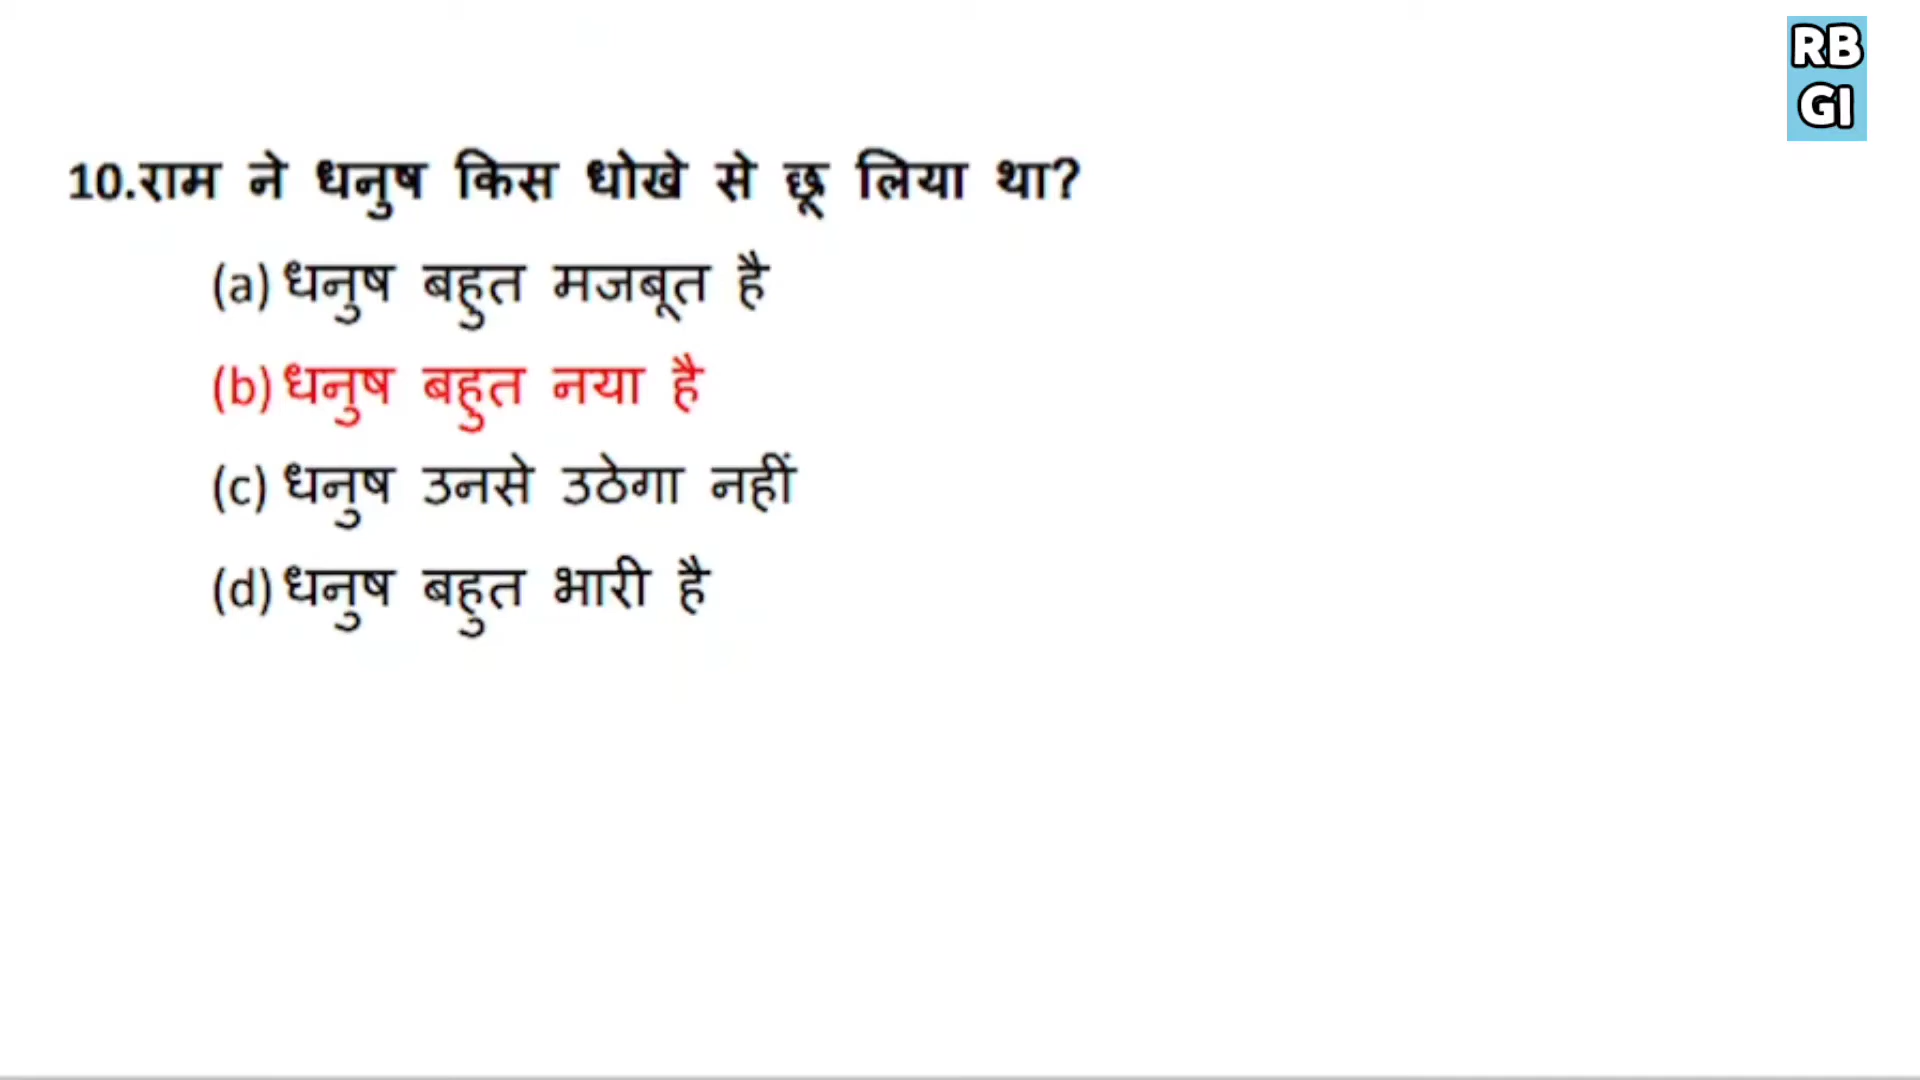 RB
GI
10.राम ने धनुष किस धोखे से छू लिया था?
(a) धनुष बहुत मजबूत है
(b) धनुष बहुत नया है
(c) धनुष उनसे उठेगा नहीं
(d) धनुष बहुत भारी है